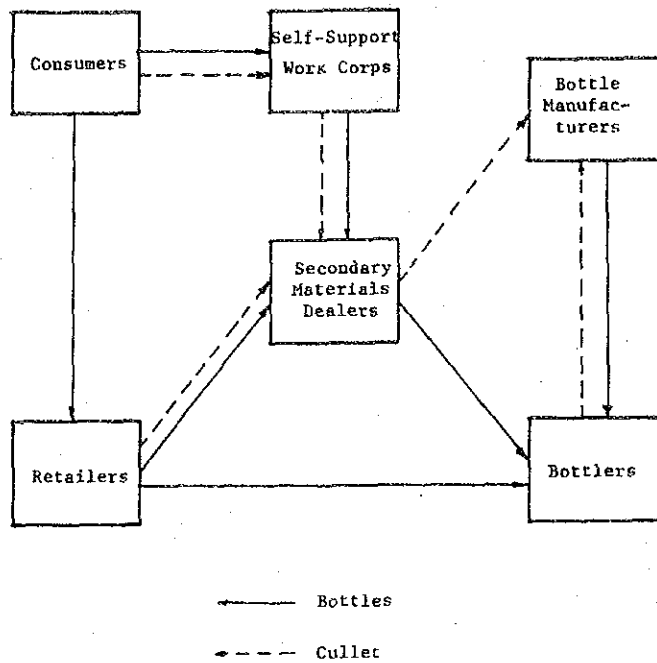 Consumers
Self-Support
Work Corps
Bottle
Manufac-
turers
Secondary
Materials
Dealers
Retailers
Bottlers
Bottles
Cullet